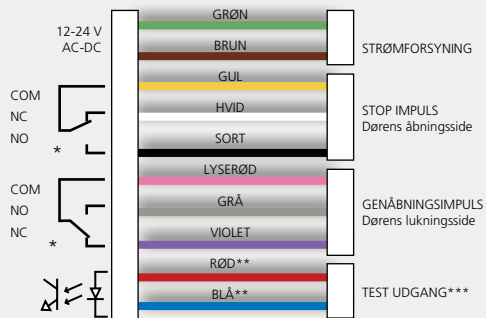 12-24 V
AC-DC
GRØN
BRUN
STRØMFORSYNING
COM
NC
NO
*
GUL
HVID
SORT
STOP IMPULS
Dørens åbningsside
COM
NO
NC
*
LYSERØD
GRÅ
VIOLET
GENÅBNINGSIMPULS
Dørens lukningsside
RØD**
BLÅ**
TEST UDGANG***